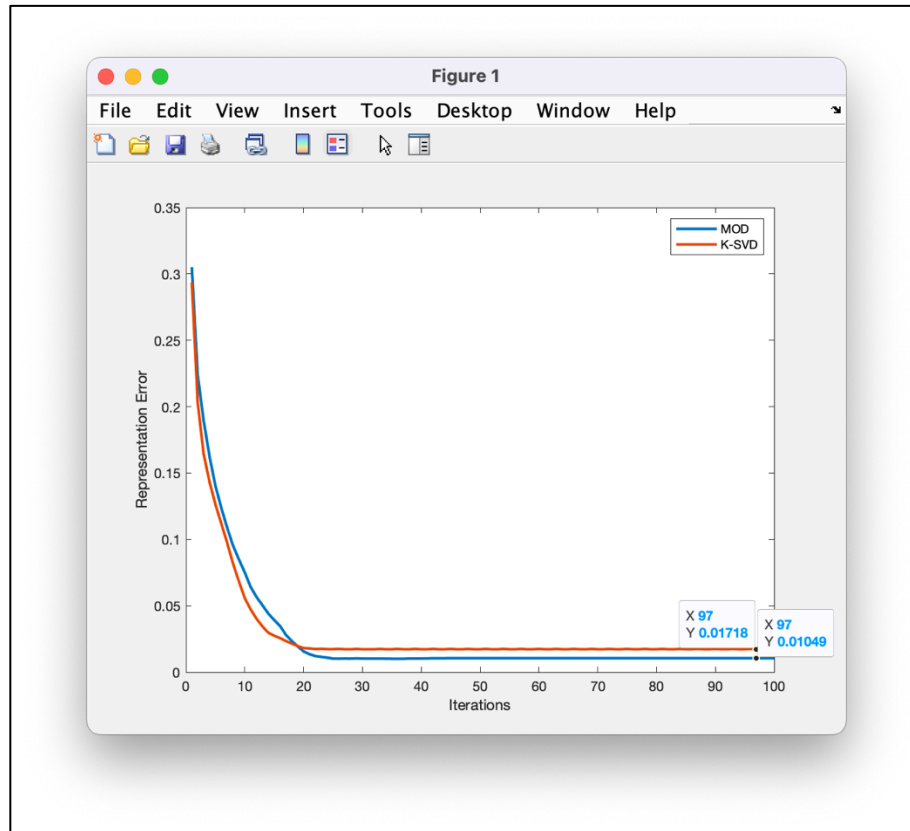 Figure 1
File Edit View Insert Tools Desktop Window Help
0.35
MOD
K-SVD
0.3
0.25
0.2
0.15
0.1
0.05
0
Representation Error
X 97
Y 0.01718
X 97
Y 0.01049
0 10 20 30 40 50 60 70 80 90 100
Iterations